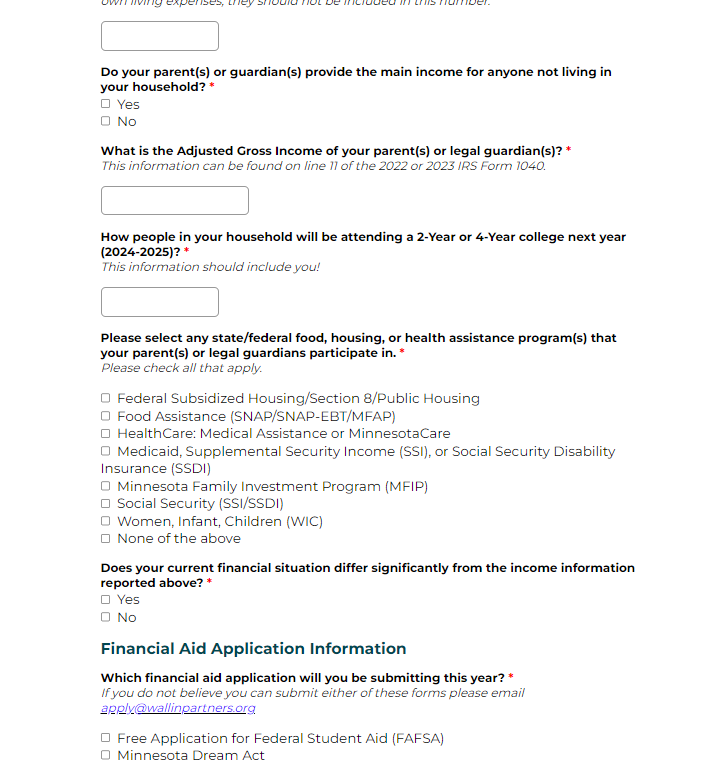 own living expenses, they should not be included in this number.
Do your parent(s) or guardian(s) provide the main income for anyone not living in
your household? *
Yes
No
What is the Adjusted Gross Income of your parent(s) or legal guardian(s)? *
This information can be found on line 11 of the 2022 or 2023 IRS Form 1040.
How people in your household will be attending a 2-Year or 4-Year college next year
(2024-2025)? *
This information should include you!
Please select any state/federal food, housing, or health assistance program(s) that
your parent(s) or legal guardians participate in. *
Please check all that apply.
Federal Subsidized Housing/Section 8/Public Housing
Food Assistance (SNAP/SNAP-EBT/MFAP)
HealthCare: Medical Assistance or MinnesotaCare
Medicaid, Supplemental Security Income (SSI), or Social Security Disability
Insurance (SSDI)
Minnesota Family Investment Program (MFIP)
Social Security (SSI/SSDI)
Women, Infant, Children (WIC)
None of the above
Does your current financial situation differ significantly from the income information
reported above? *
Yes
No
Financial Aid Application Information
Which financial aid application will you be submitting this year? *
If you do not believe you can submit either of these forms please email
apply@wallinpartners.org
Free Application for Federal Student Aid (FAFSA)
Minnesota Dream Act